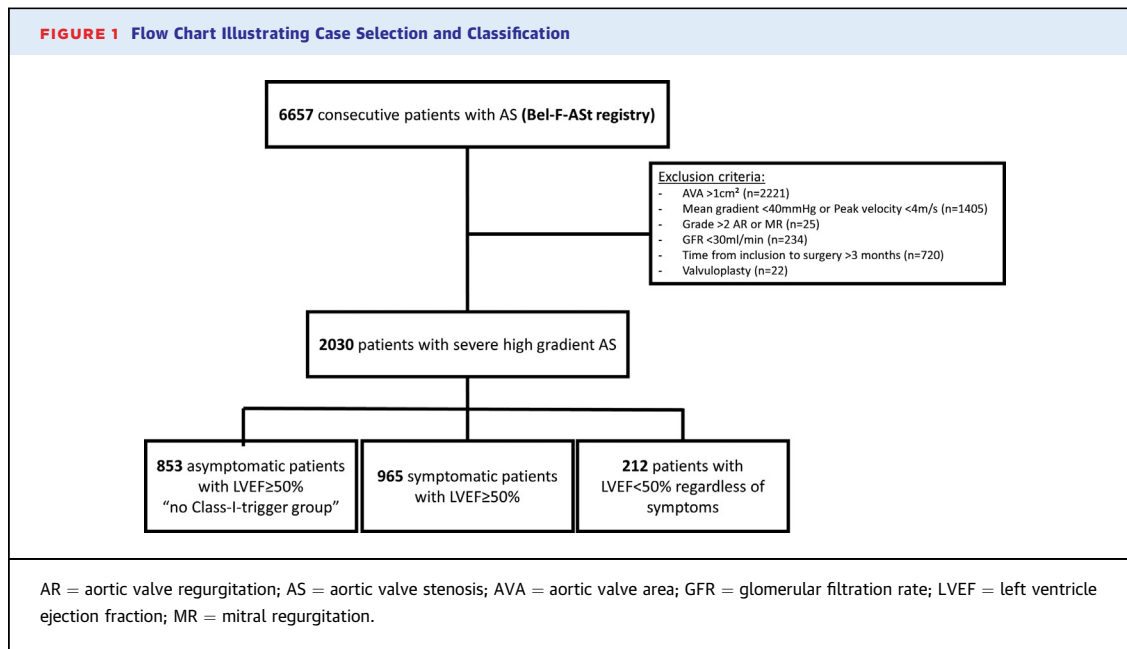 FIGURE 1 Flow Chart Illustrating Case Selection and Classification
6657 consecutive patients with AS (Bel-F-ASt registry)
Exclusion criteria:
- AVA >1cm² (n=2221)
- Mean gradient <40mmHg or Peak velocity <4m/s (n=1405)
- Grade >2 AR or MR (n=25)
- GFR <30ml/min (n=234)
- Time from inclusion to surgery >3 months (n=720)
- Valvuloplasty (n=22)
2030 patients with severe high gradient AS
853 asymptomatic patients
with LVEF≥50%
“no Class-I-trigger group”
965 symptomatic patients
with LVEF≥50%
212 patients with
LVEF<50% regardless of
symptoms
AR = aortic valve regurgitation; AS = aortic valve stenosis; AVA = aortic valve area; GFR = glomerular filtration rate; LVEF = left ventricle
ejection fraction; MR = mitral regurgitation.